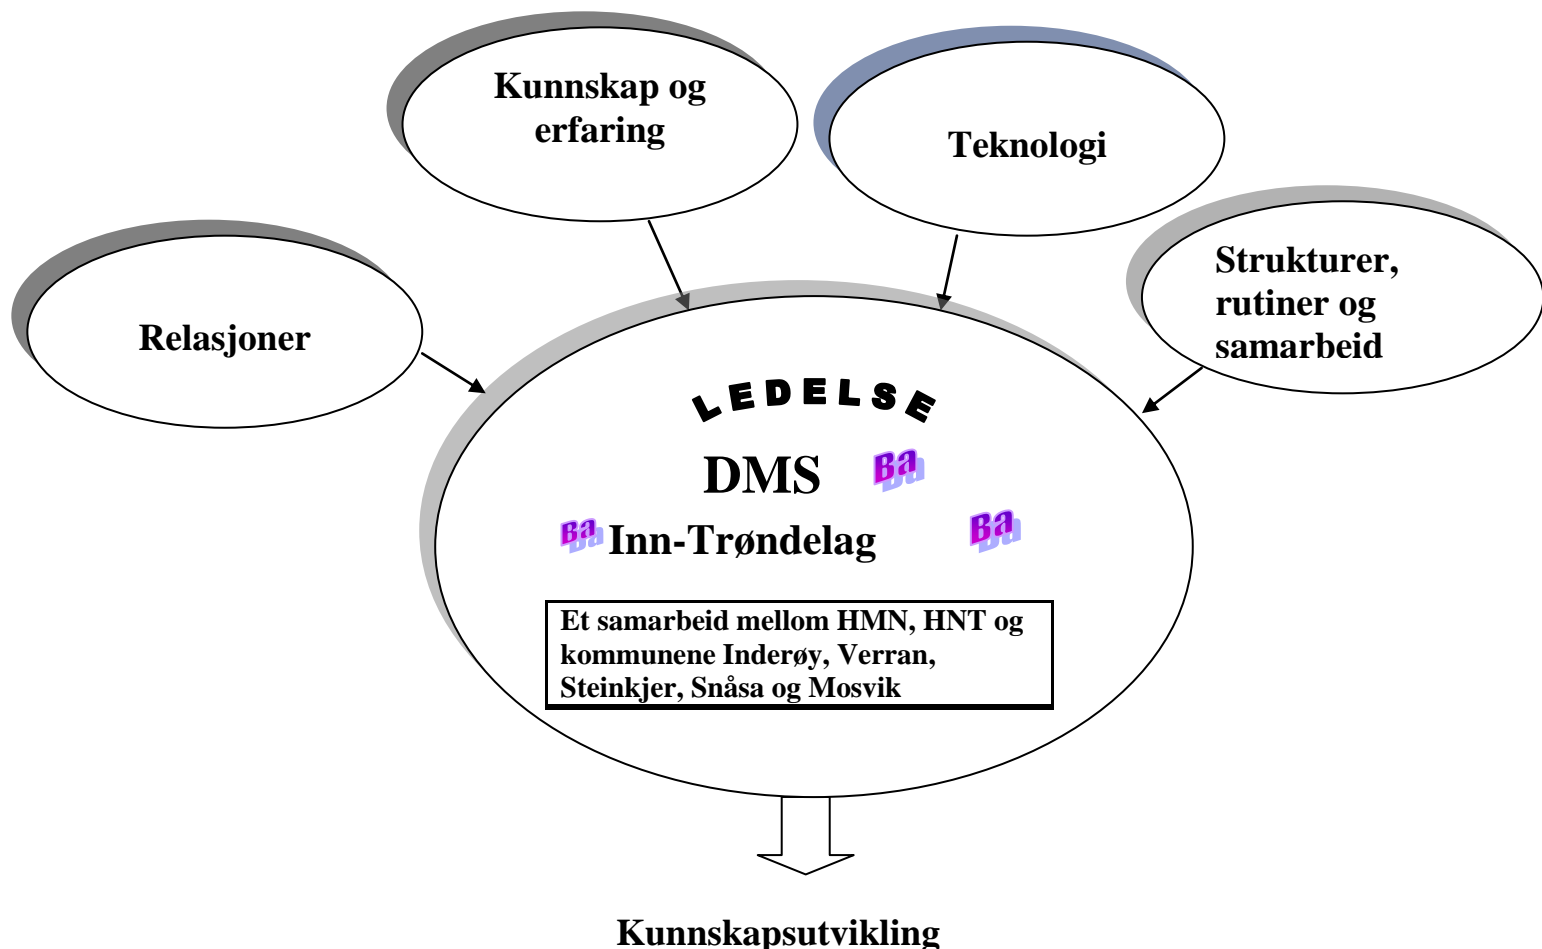 Kunnskap og
erfaring
Teknologi
Relasjoner
Strukturer,
rutiner og
samarbeid
LEDELSE
DMS Ba
Ba Inn-Trøndelag Ba
Et samarbeid mellom HMN, HNT og
kommunene Inderøy, Verran,
Steinkjer, Snåsa og Mosvik
Kunnskapsutvikling